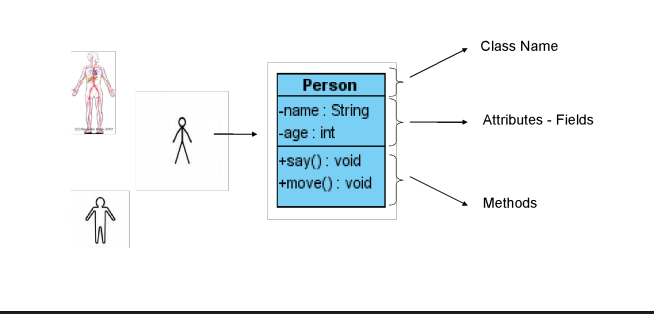 Class Name
Person
-name : String
-age : int
Attributes - Fields
+say() : void
+move() : void
Methods